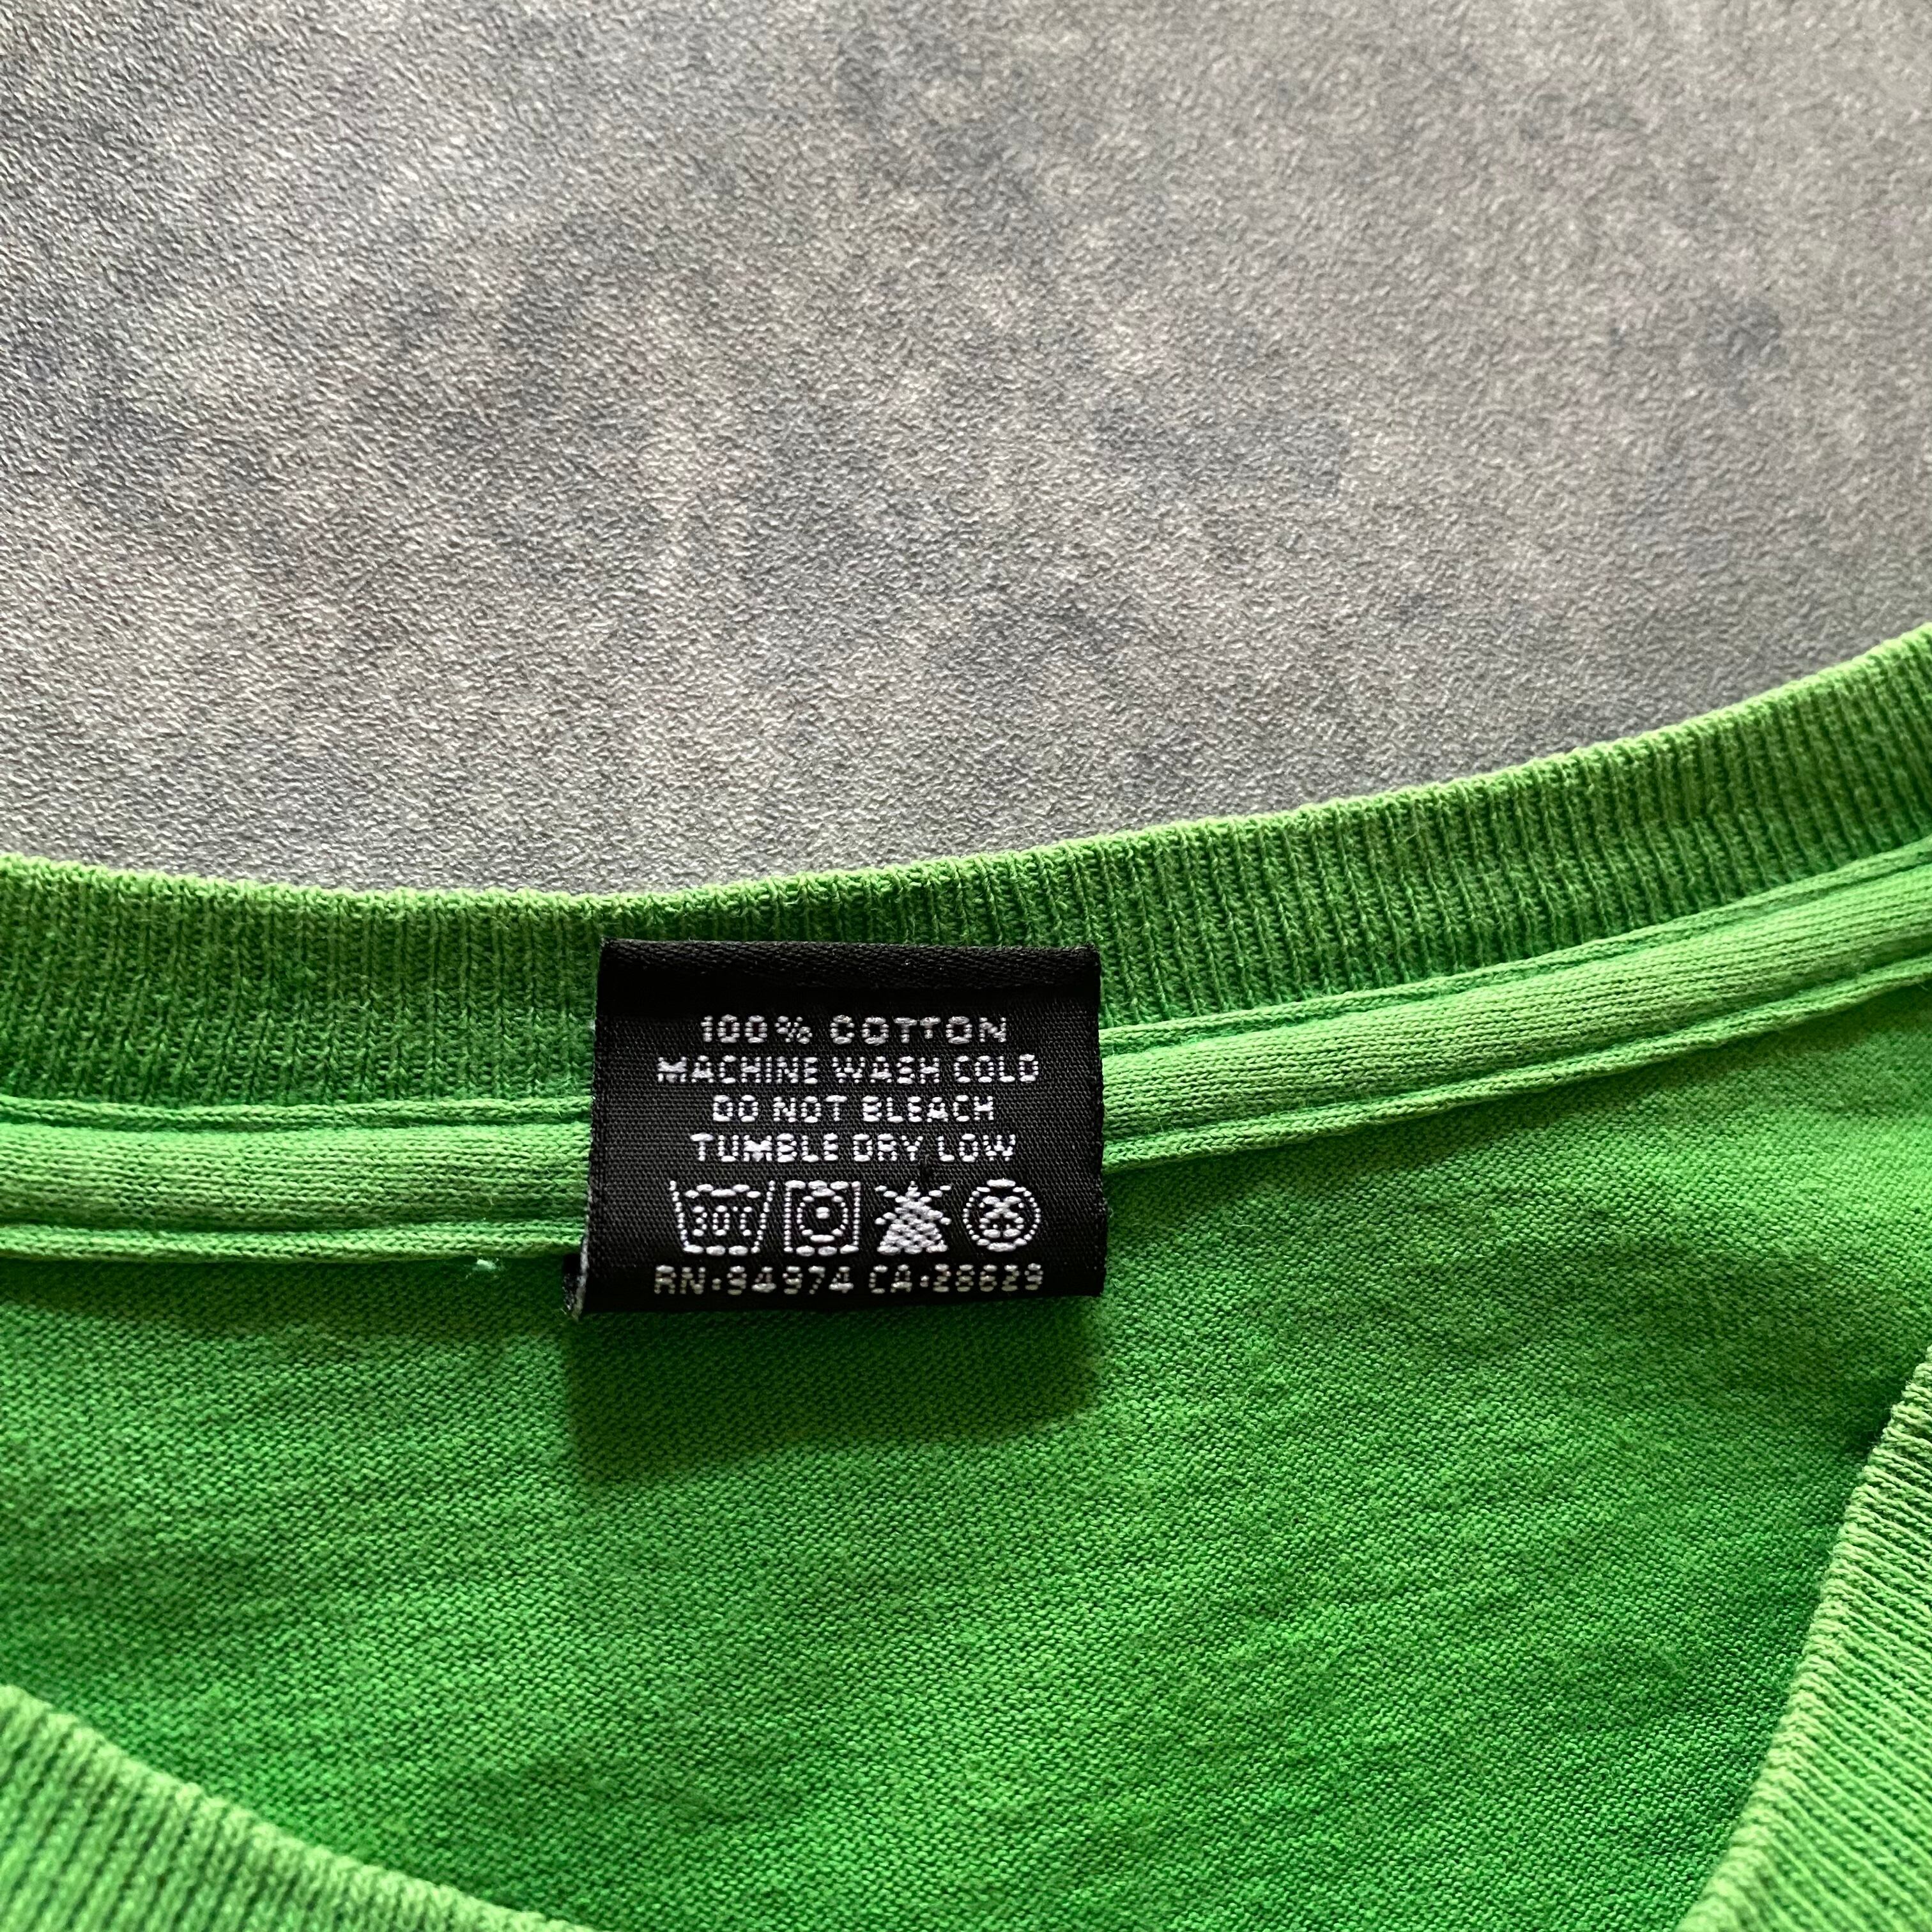 100% COTTON
MACHINE WASH COLD
DO NOT BLEACH
TUMBLE DRY LOW
30°C
RN:94974 CA:28629